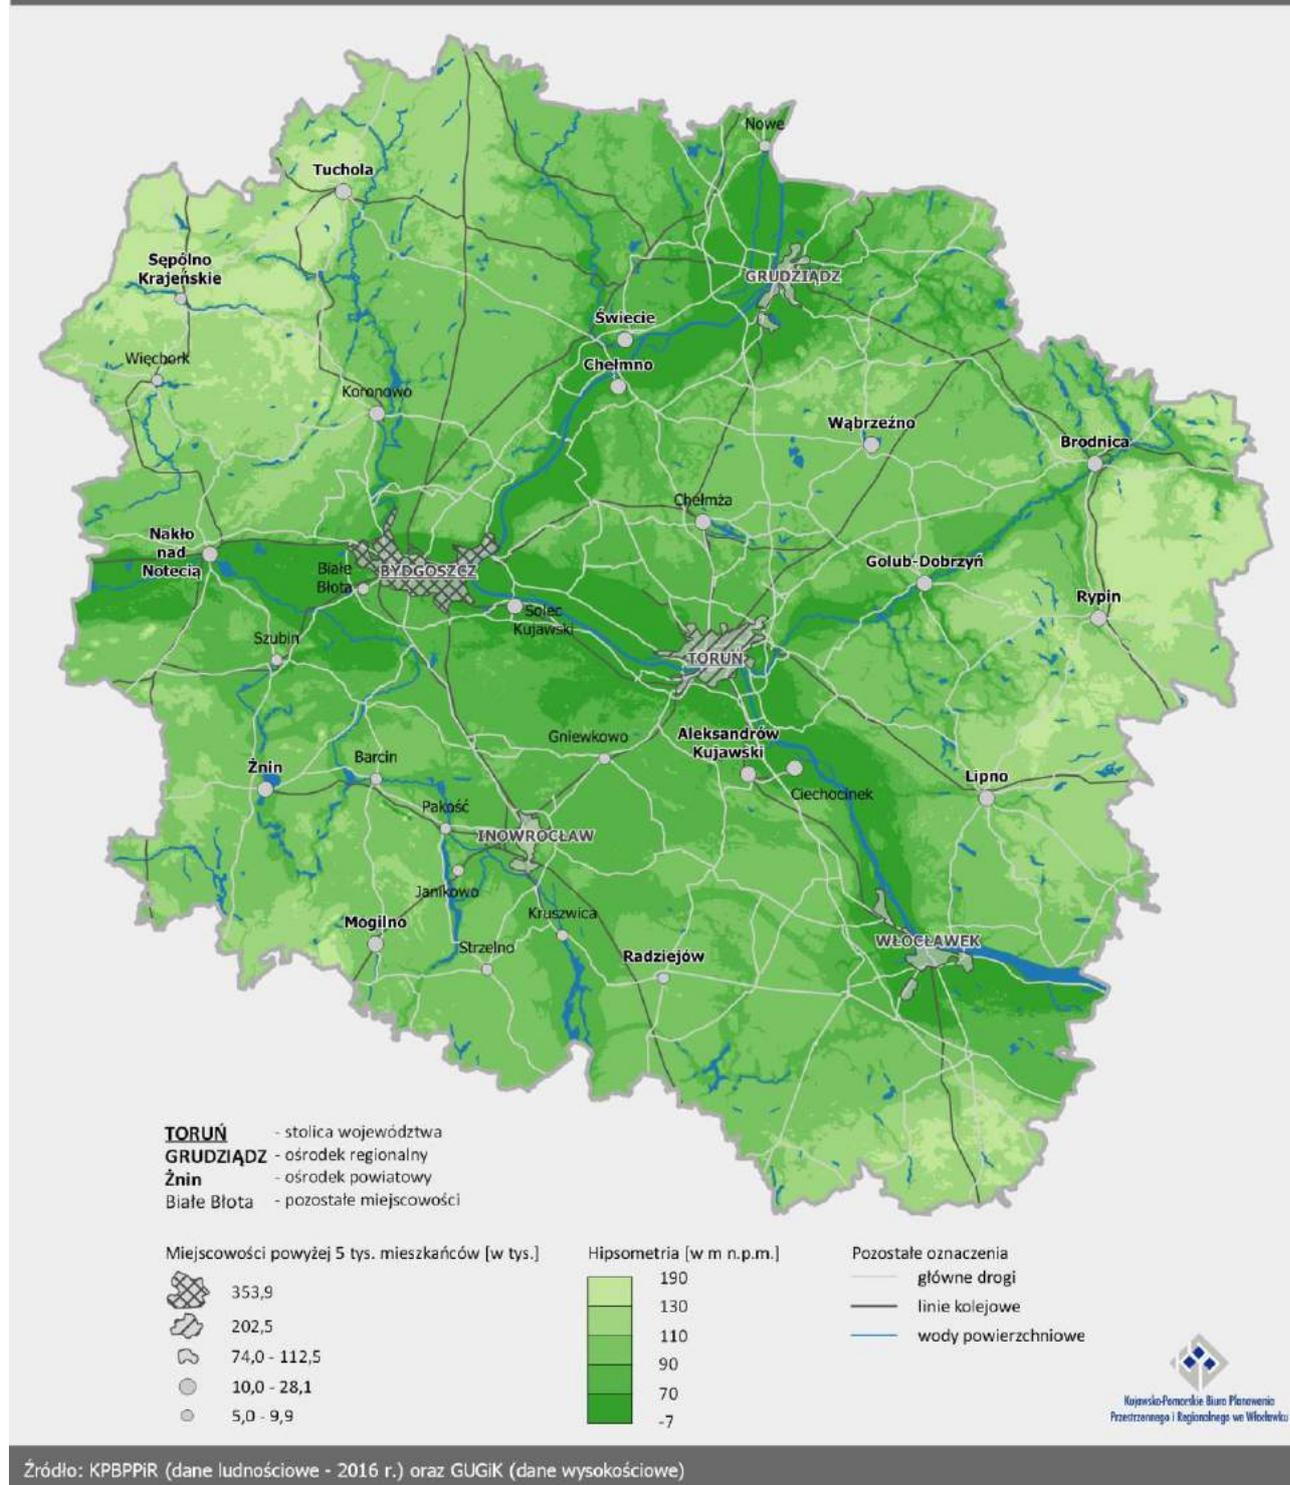 Nowe
Tuchola
GRUDZIĄDZ
Sępólno
Krajeńskie
Świecie
Więcbork
Chełmno
Koronowo
Wąbrzeźno
Brodnica
Chełmża
Nakło
nad
Notecią
Białe
Błota
BYDGOSZCZ
Golub-Dobrzyń
Rypin
Solec
Kujawski
Szubin
TORUŃ
Gniewkowo
Aleksandrów
Kujawski
Żnin
Barcin
Ciechocinek
Lipno
Pakość
INOWROCŁAW
Janikowo
Kruszwica
Mogilno
Strzelno
Radziejów
WŁOCŁAWEK
TORUŃ - stolica województwa
GRUDZIĄDZ - ośrodek regionalny
Żnin - ośrodek powiatowy
Białe Błota - pozostałe miejscowości
Miejscowości powyżej 5 tys. mieszkańców [w tys.]
353,9
202,5
74,0 - 112,5
10,0 - 28,1
5,0 - 9,9
Hipsometria [w m n.p.m.]
190
130
110
90
70
-7
Pozostałe oznaczenia
główne drogi
linie kolejowe
wody powierzchniowe
Kujawsko-Pomorskie Biuro Planowania
Przestrzennego i Regionalnego we Włocławku
Źródło: KPBPPiR (dane ludnościowe - 2016 r.) oraz GUGiK (dane wysokościowe)